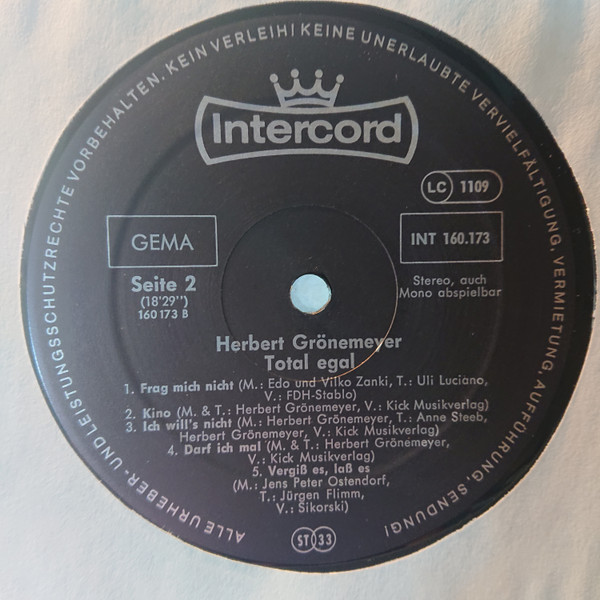 ALLE URHEBER- UND LEISTUNGSSCHUTZRECHTE VORBEHALTEN. KEIN VERLEIH! KEINE UNERLAUBTE VERVIELFÄLTIGUNG, VERMIETUNG, AUFFÜHRUNG, SENDUNG!
Intercord
LC 1109
GEMA
INT 160.173
Seite 2
(18'29'')
160 173 B
Stereo, auch
Mono abspielbar
Herbert Grönemeyer
Total egal
1. Frag mich nicht (M.: Edo und Vilko Zanki, T.: Uli Luciano,
V.: FDH-Stablo)
2. Kino (M. & T.: Herbert Grönemeyer, V.: Kick Musikverlag)
3. Ich will's nicht (M.: Herbert Grönemeyer, T.: Anne Steeb,
Herbert Grönemeyer, V.: Kick Musikverlag)
4. Darf ich mal (M. & T.: Herbert Grönemeyer,
V.: Kick Musikverlag)
5. Vergiß es, laß es
(M.: Jens Peter Ostendorf,
T.: Jürgen Flimm,
V.: Sikorski)
ST 33